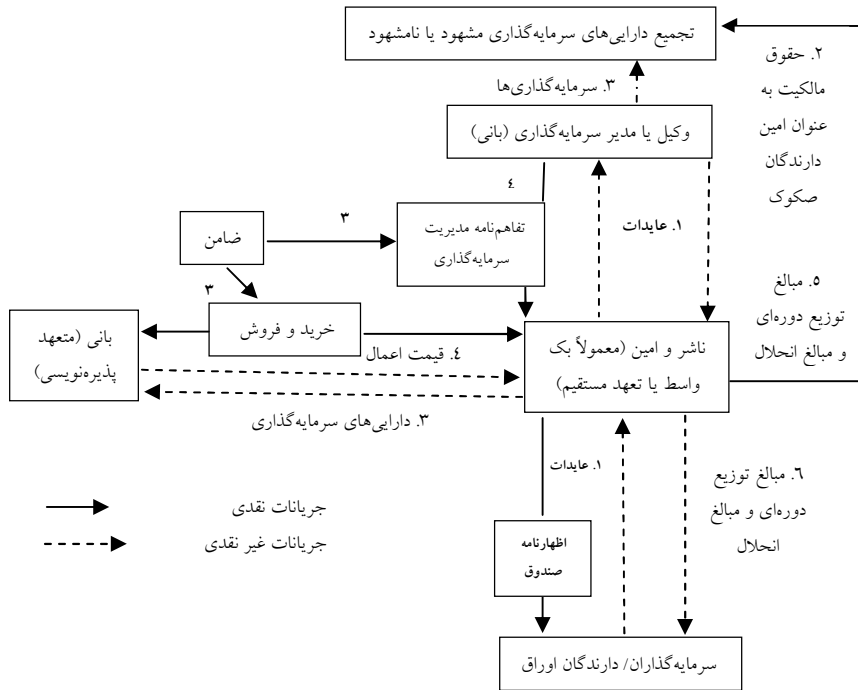 تجمیع دارایی‌های سرمایه‌گذاری مشهود یا نامشهود
۲. حقوق
مالکیت به
عنوان امین
دارندگان
صکوک
۳. سرمایه‌گذاری‌ها
وکیل یا مدیر سرمایه‌گذاری (بانی)
٤
۱. عایدات
ضامن
۳
تفاهم‌نامه مدیریت
سرمایه‌گذاری
۳
خرید و فروش
بانی (متعهد
پذیره‌نویسی)
٤. قیمت اعمال
ناشر و امین (معمولاً بک
واسط یا تعهد مستقیم)
۵. مبالغ
توزیع دوره‌ای
و مبالغ انحلال
۳. دارایی‌های سرمایه‌گذاری
۱. عایدات
٦. مبالغ توزیع
دوره‌ای و مبالغ
انحلال
جریانات نقدی
جریانات غیر نقدی
اظهارنامه
صندوق
سرمایه‌گذاران/ دارندگان اوراق